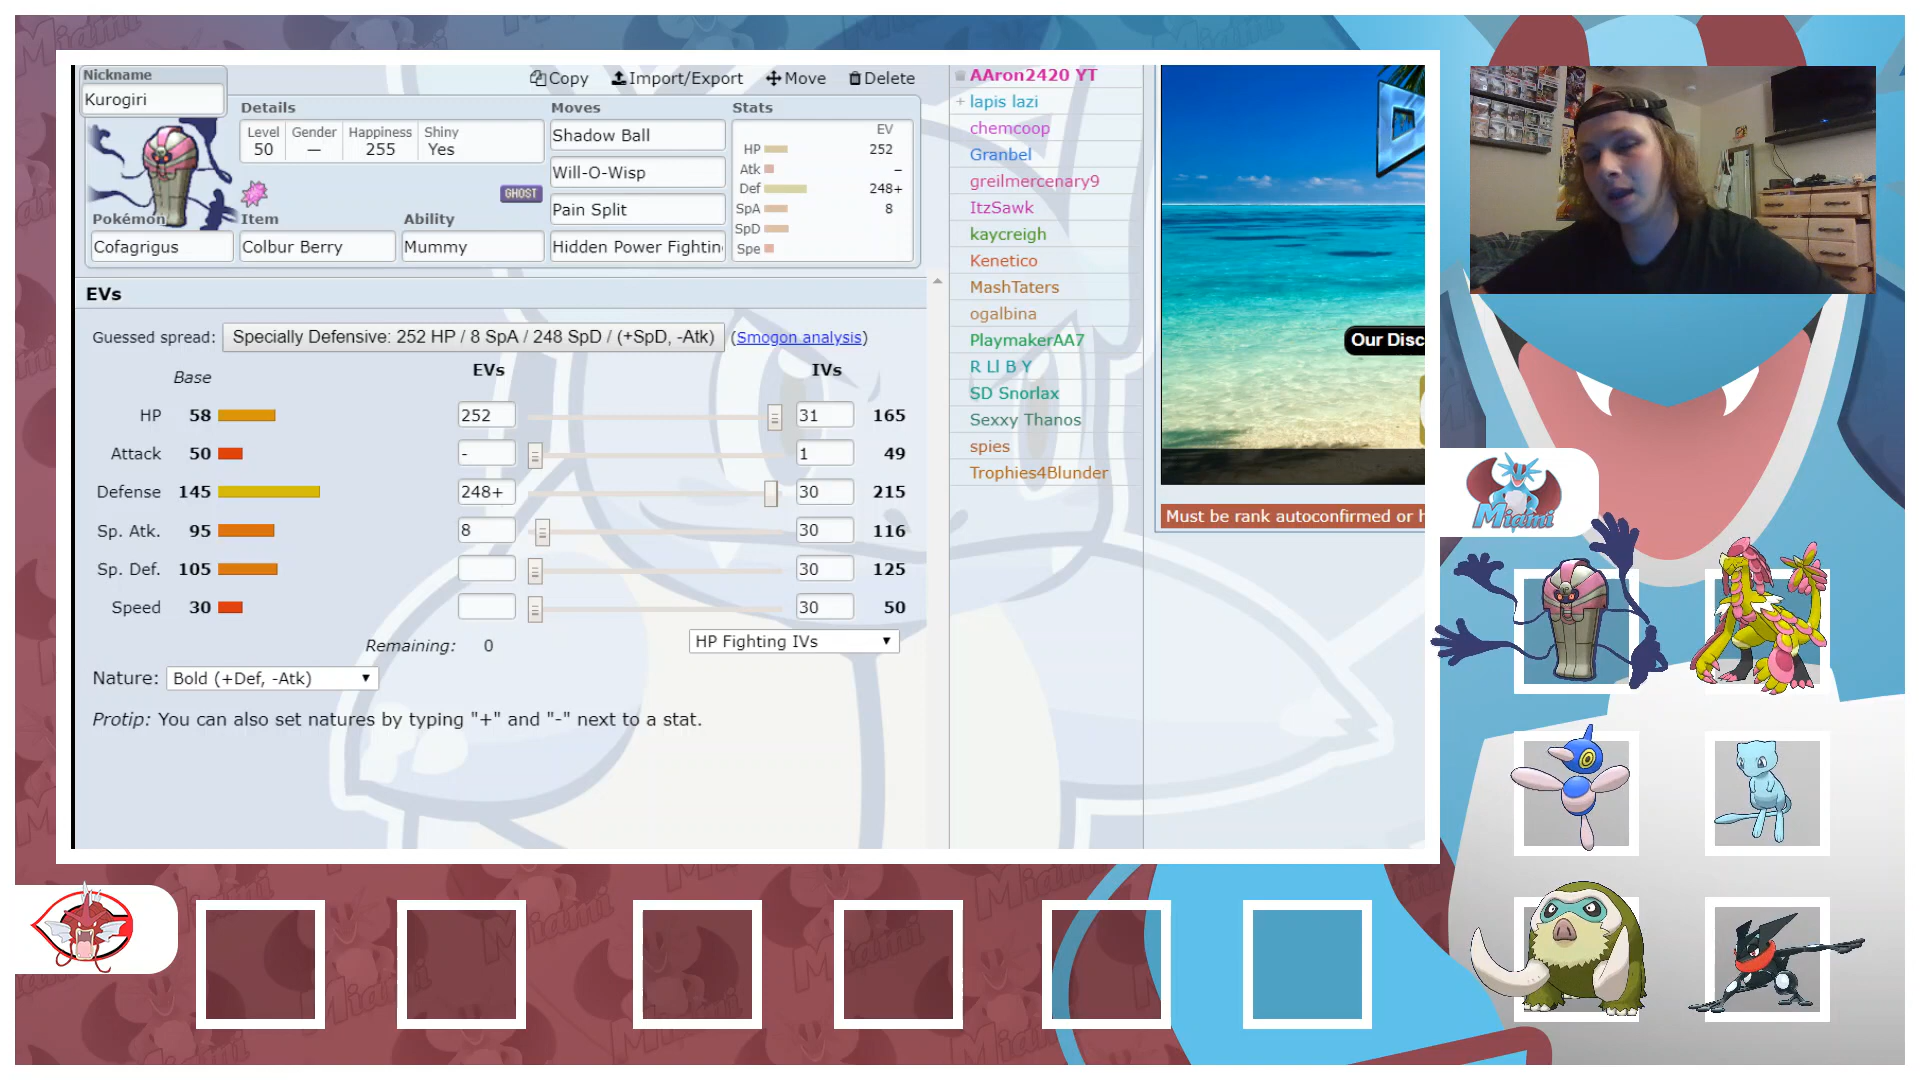 Nickname
Kurogiri
Copy Import/Export Move Delete
Details
Level Gender Happiness Shiny
50 — 255 Yes
GHOST
Pokémon Item Ability
Cofagrigus Colbur Berry Mummy
Moves
Shadow Ball
Will-O-Wisp
Pain Split
Hidden Power Fightin
Stats
EV
HP 252
Atk –
Def 248+
SpA 8
SpD
Spe
EVs
Guessed spread: Specially Defensive: 252 HP / 8 SpA / 248 SpD / (+SpD, -Atk) (Smogon analysis)
Base EVs IVs
HP 58 252 31 165
Attack 50 - 1 49
Defense 145 248+ 30 215
Sp. Atk. 95 8 30 116
Sp. Def. 105 30 125
Speed 30 30 50
Remaining: 0
HP Fighting IVs
Nature: Bold (+Def, -Atk)
Protip: You can also set natures by typing "+" and "-" next to a stat.
AAron2420 YT
+ lapis lazi
chemcoop
Granbel
greilmercenary9
ItzSawk
kaycreigh
Kenetico
MashTaters
ogalbina
PlaymakerAA7
R Ll B Y
SD Snorlax
Sexxy Thanos
spies
Trophies4Blunder
Our Disc
Must be rank autoconfirmed or h
Miami